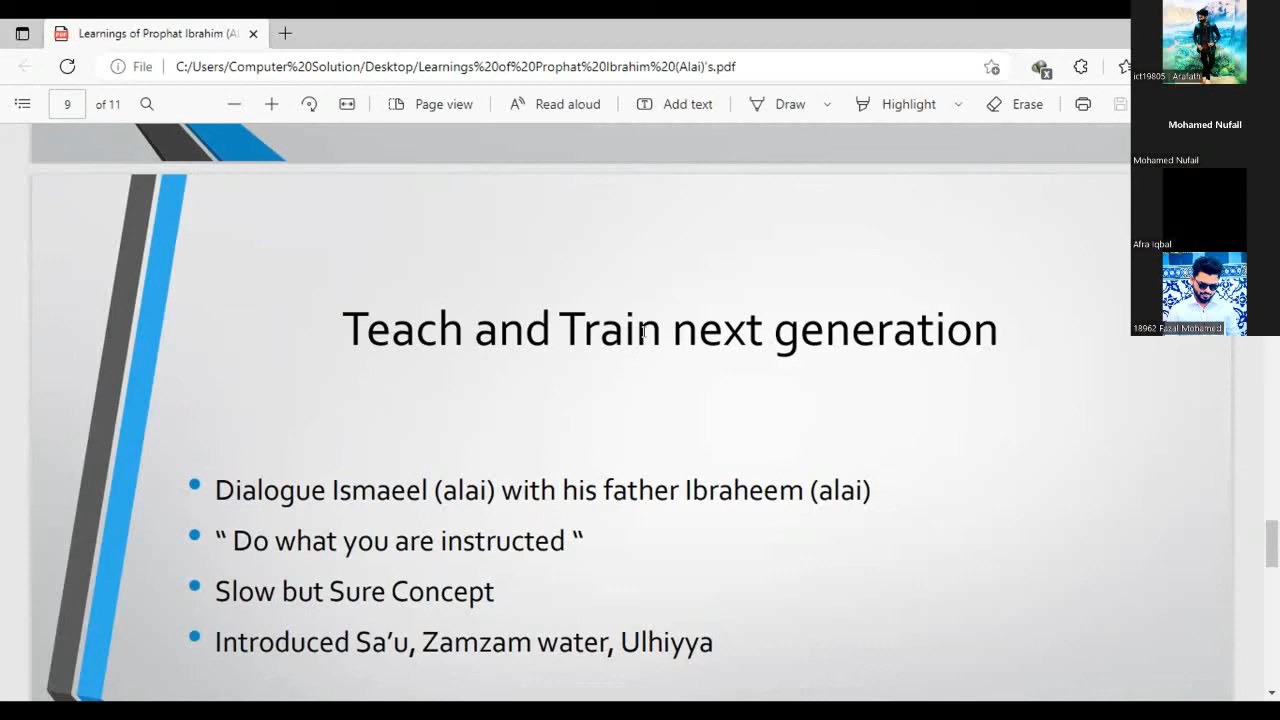 Learnings of Prophat Ibrahim (Al
File
C:/Users/Computer%20Solution/Desktop/Learnings%20of%20Prophat%20Ibrahim%20(Alai)'s.pdf
9 of 11
Page view
Read aloud
Add text
Draw
Highlight
Erase
ict19805 | Arafath
Mohamed Nufail
Mohamed Nufail
Afra Iqbal
18962 Fazal Mohamed
Teach and Train next generation
• Dialogue Ismaeel (alai) with his father Ibraheem (alai)
• “ Do what you are instructed “
• Slow but Sure Concept
• Introduced Sa’u, Zamzam water, Ulhiyya